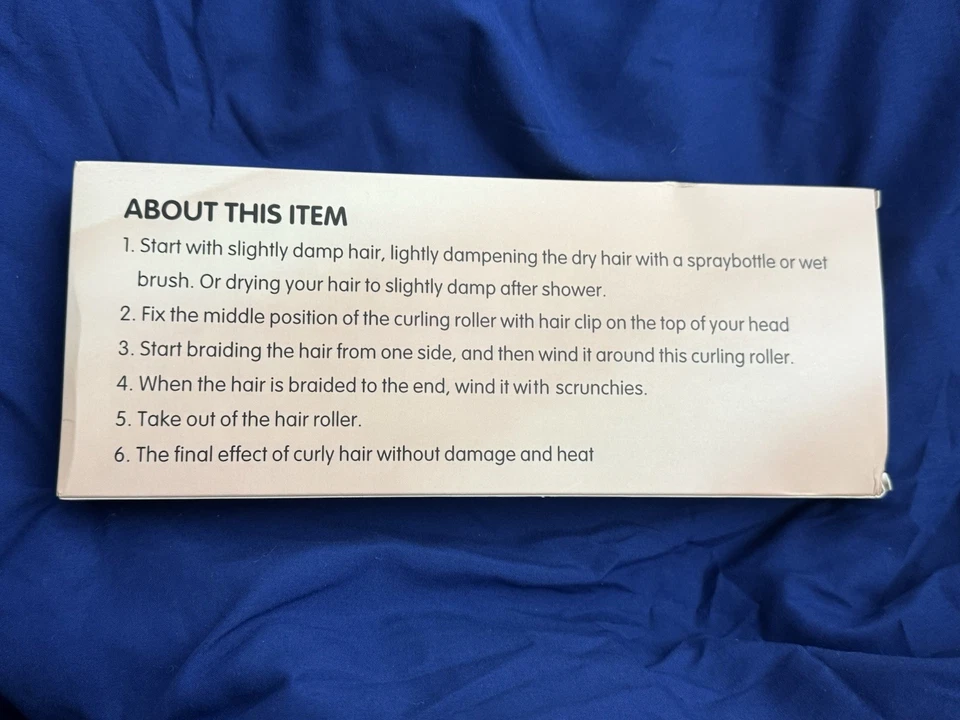 ABOUT THIS ITEM
1. Start with slightly damp hair, lightly dampening the dry hair with a spraybottle or wet
brush. Or drying your hair to slightly damp after shower.
2. Fix the middle position of the curling roller with hair clip on the top of your head
3. Start braiding the hair from one side, and then wind it around this curling roller.
4. When the hair is braided to the end, wind it with scrunchies.
5. Take out of the hair roller.
6. The final effect of curly hair without damage and heat